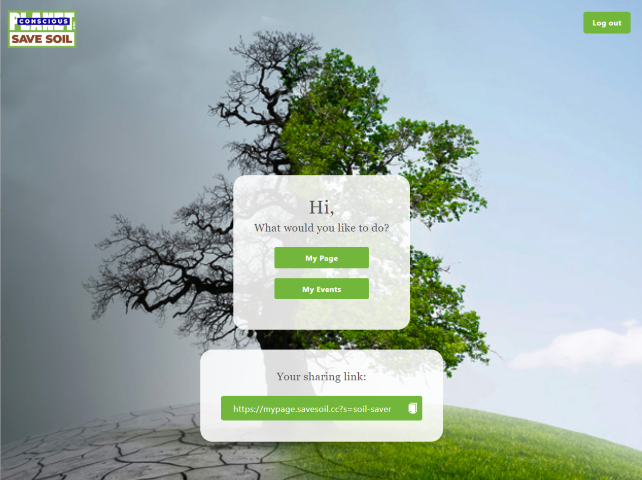 PLANET
CONSCIOUS
SAVE SOIL
Log out
Hi,
What would you like to do?
My Page
My Events
Your sharing link:
https://mypage.savesoil.cc?s=soil-saver